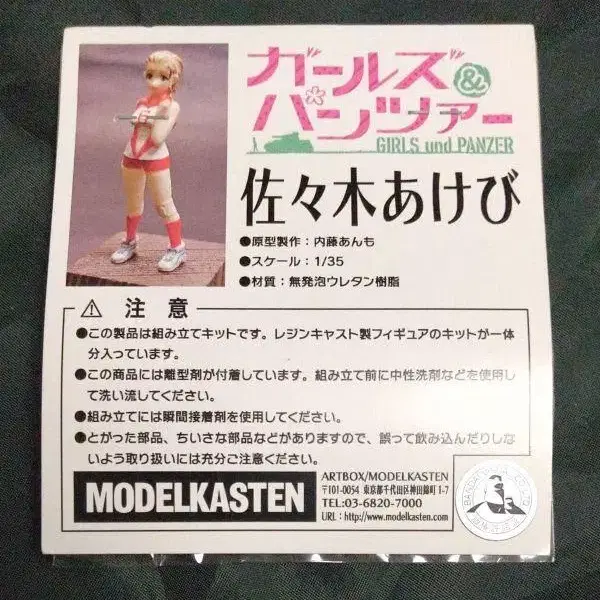 ガールズ&
パンツァー
GIRLS und PANZER
佐々木あけび
●原型製作:内藤あんも
●スケール:1/35
●材質:無発泡ウレタン樹脂
⚠ 注意
●この製品は組み立てキットです。レジンキャスト製フィギュアのキットが一体
分入っています。
●この商品には離型剤が付着しています。組み立て前に中性洗剤などを使用し
て洗い流してください。
●組み立てには瞬間接着剤を使用してください。
●とがった部品、ちいさな部品などがありますので、誤って飲み込んだりしな
いよう取り扱いには充分ご注意ください。
MODELKASTEN
ARTBOX/MODELKASTEN
〒101-0054 東京都千代田区神田錦町 1-7
TEL:03-6820-7000
URL:http://www.modelkasten.com